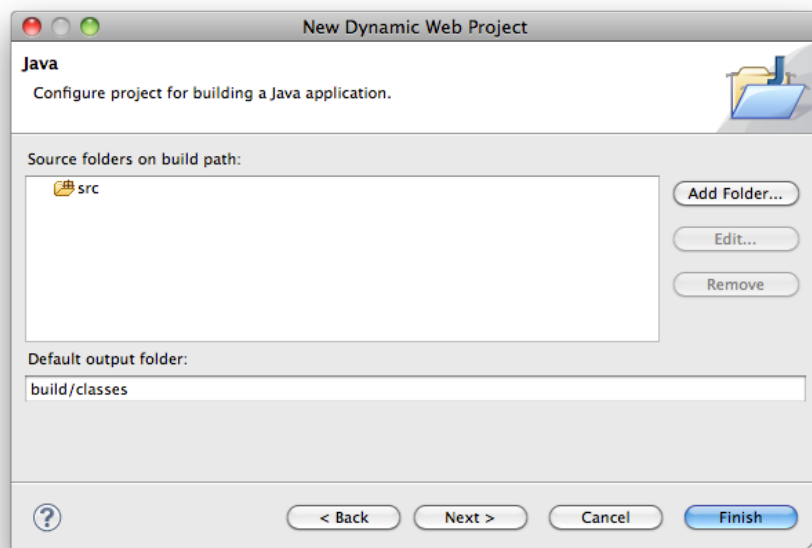 New Dynamic Web Project
Java
Configure project for building a Java application.
Source folders on build path:
src
Add Folder...
Edit...
Remove
Default output folder:
build/classes
?
< Back
Next >
Cancel
Finish